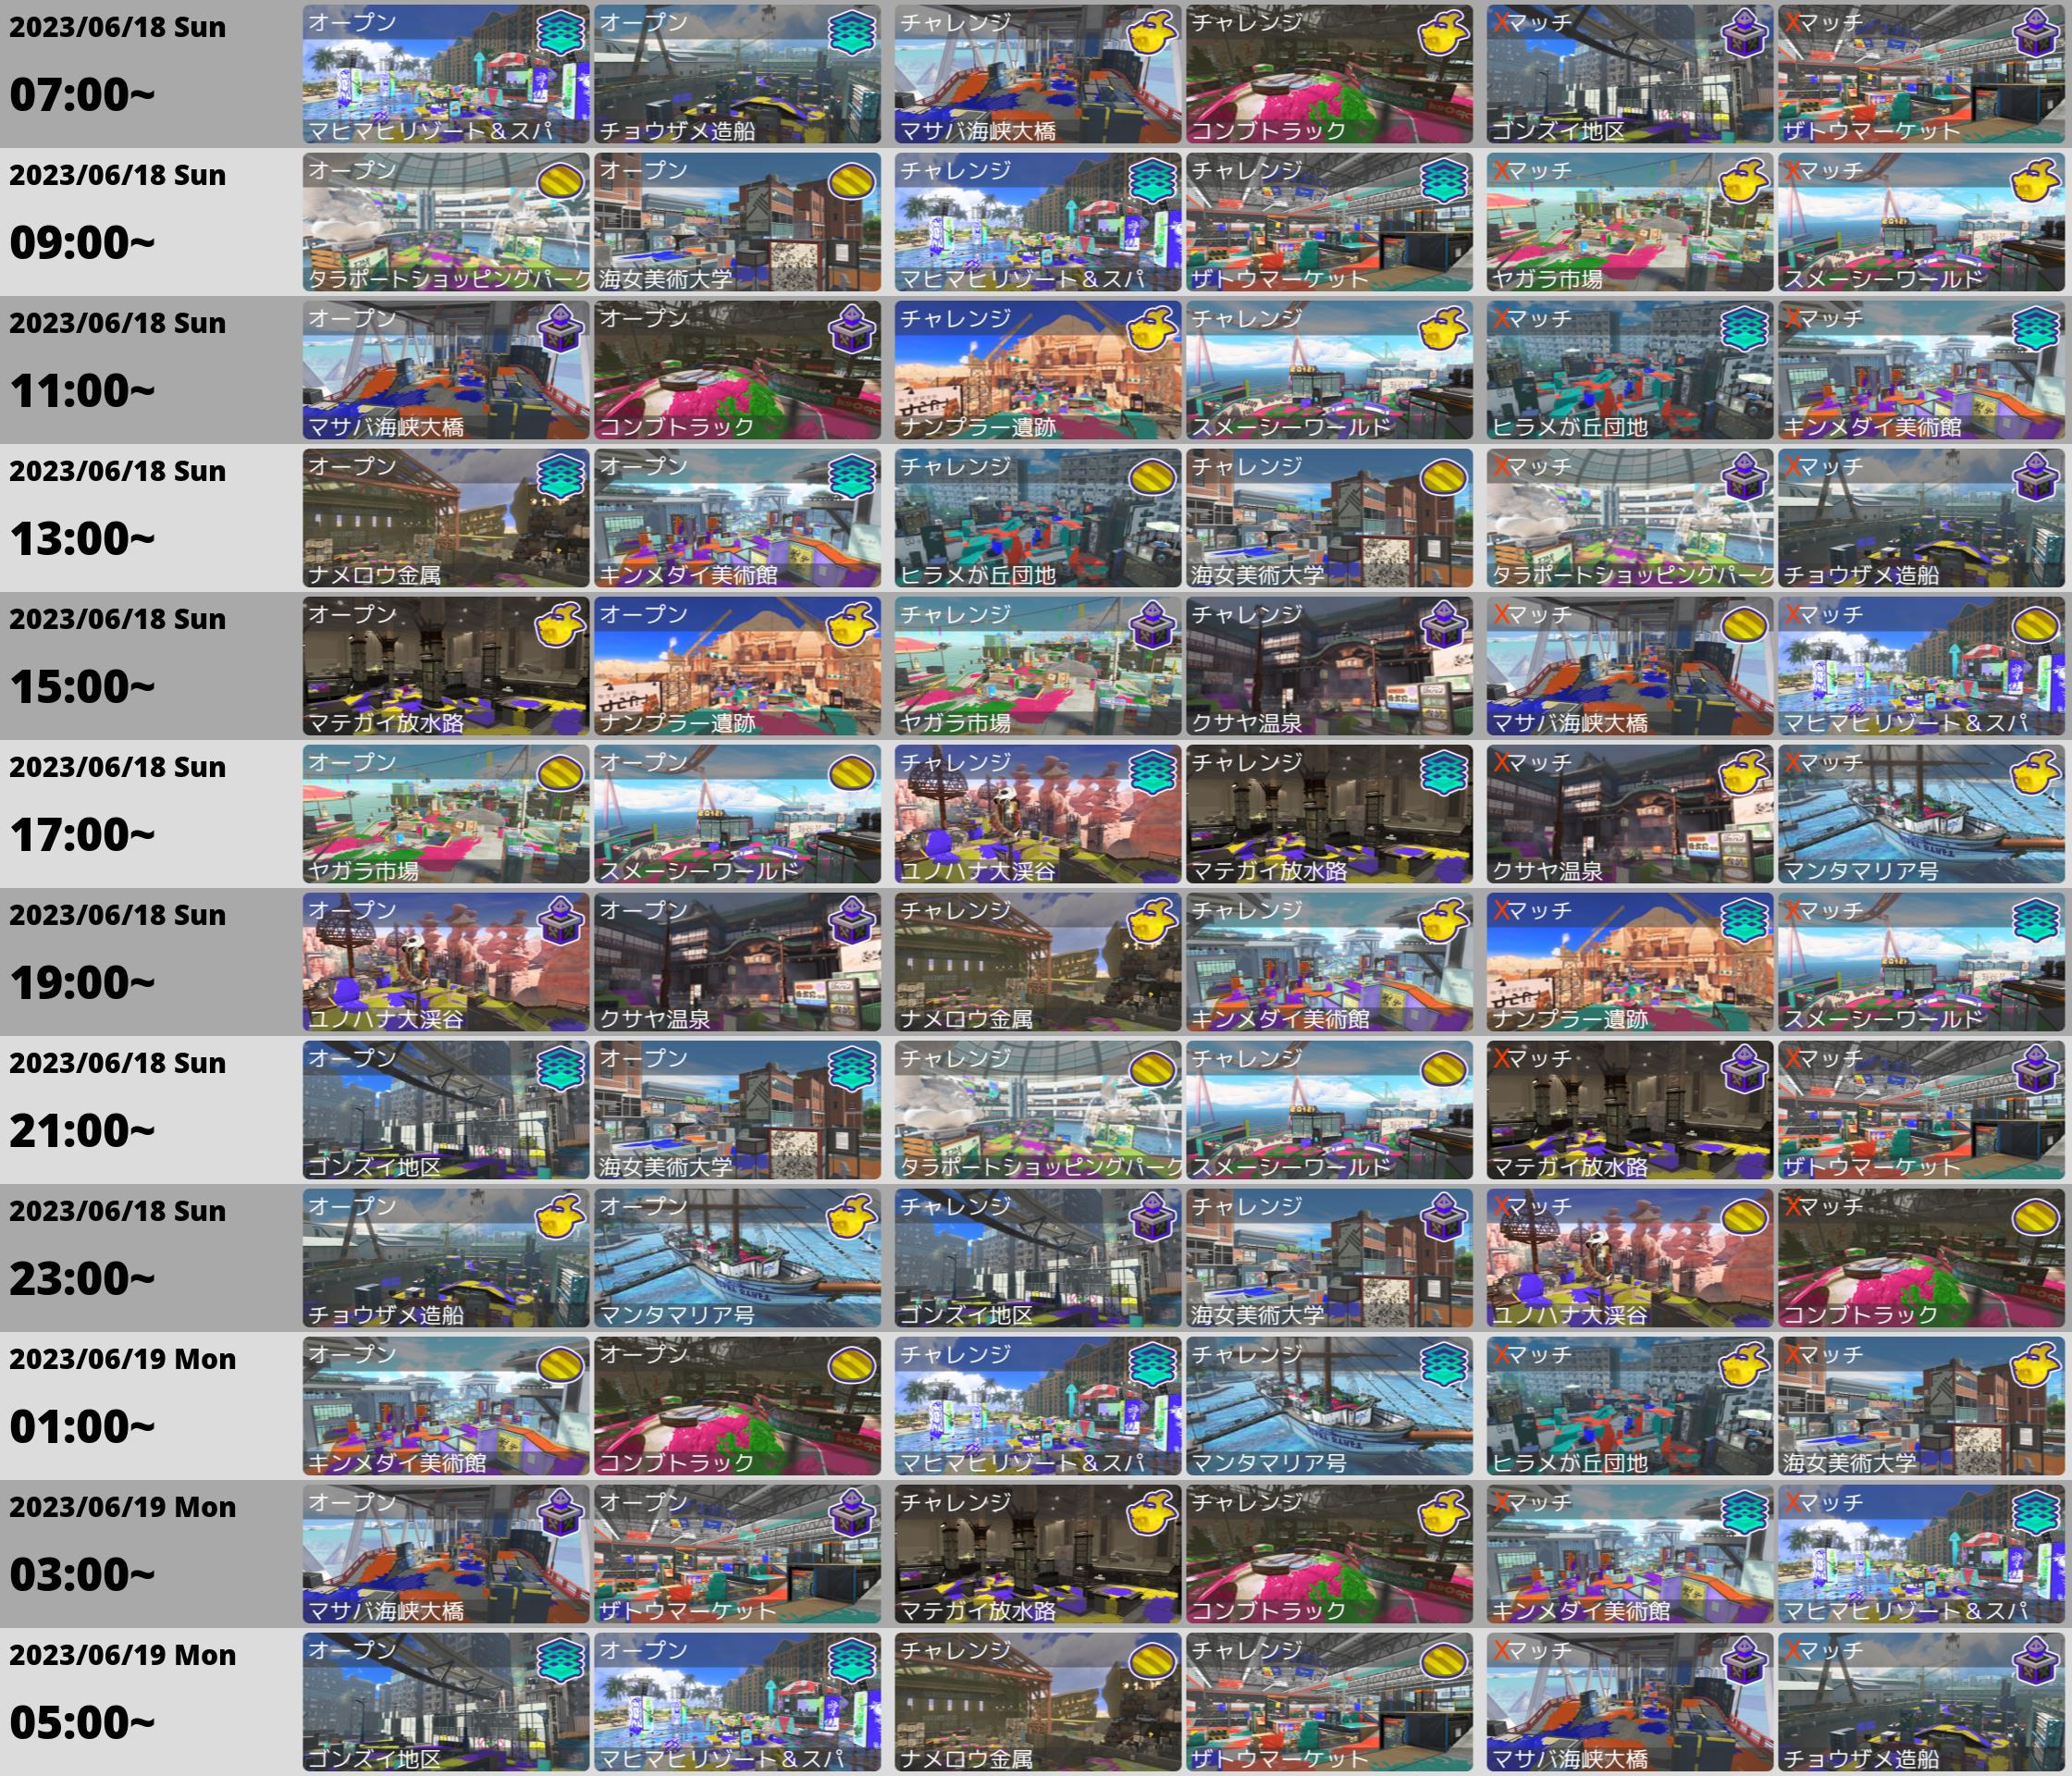 2023/06/18 Sun
07:00~
オープン オープン チャレンジ チャレンジ Xマッチ Xマッチ
マヒマヒリゾート＆スパ チョウザメ造船 マサバ海峡大橋 コンブトラック ゴンズイ地区 ザトウマーケット
2023/06/18 Sun
09:00~
オープン オープン チャレンジ チャレンジ Xマッチ Xマッチ
タラポートショッピングパーク 海女美術大学 マヒマヒリゾート＆スパ ザトウマーケット ヤガラ市場 スメーシーワールド
2023/06/18 Sun
11:00~
オープン オープン チャレンジ チャレンジ Xマッチ Xマッチ
マサバ海峡大橋 コンブトラック ナンプラー遺跡 スメーシーワールド ヒラメが丘団地 キンメダイ美術館
2023/06/18 Sun
13:00~
オープン オープン チャレンジ チャレンジ Xマッチ Xマッチ
ナメロウ金属 キンメダイ美術館 ヒラメが丘団地 海女美術大学 タラポートショッピングパーク チョウザメ造船
2023/06/18 Sun
15:00~
オープン オープン チャレンジ チャレンジ Xマッチ Xマッチ
マテガイ放水路 ナンプラー遺跡 ヤガラ市場 クサヤ温泉 マサバ海峡大橋 マヒマヒリゾート＆スパ
2023/06/18 Sun
17:00~
オープン オープン チャレンジ チャレンジ Xマッチ Xマッチ
ヤガラ市場 スメーシーワールド ユノハナ大渓谷 マテガイ放水路 クサヤ温泉 マンタマリア号
2023/06/18 Sun
19:00~
オープン オープン チャレンジ チャレンジ Xマッチ Xマッチ
ユノハナ大渓谷 クサヤ温泉 ナメロウ金属 キンメダイ美術館 ナンプラー遺跡 スメーシーワールド
2023/06/18 Sun
21:00~
オープン オープン チャレンジ チャレンジ Xマッチ Xマッチ
ゴンズイ地区 海女美術大学 タラポートショッピングパーク スメーシーワールド マテガイ放水路 ザトウマーケット
2023/06/18 Sun
23:00~
オープン オープン チャレンジ チャレンジ Xマッチ Xマッチ
チョウザメ造船 マンタマリア号 ゴンズイ地区 海女美術大学 ユノハナ大渓谷 コンブトラック
2023/06/19 Mon
01:00~
オープン オープン チャレンジ チャレンジ Xマッチ Xマッチ
キンメダイ美術館 コンブトラック マヒマヒリゾート＆スパ マンタマリア号 ヒラメが丘団地 海女美術大学
2023/06/19 Mon
03:00~
オープン オープン チャレンジ チャレンジ Xマッチ Xマッチ
マサバ海峡大橋 ザトウマーケット マテガイ放水路 コンブトラック キンメダイ美術館 マヒマヒリゾート＆スパ
2023/06/19 Mon
05:00~
オープン オープン チャレンジ チャレンジ Xマッチ Xマッチ
ゴンズイ地区 マヒマヒリゾート＆スパ ナメロウ金属 ザトウマーケット マサバ海峡大橋 チョウザメ造船